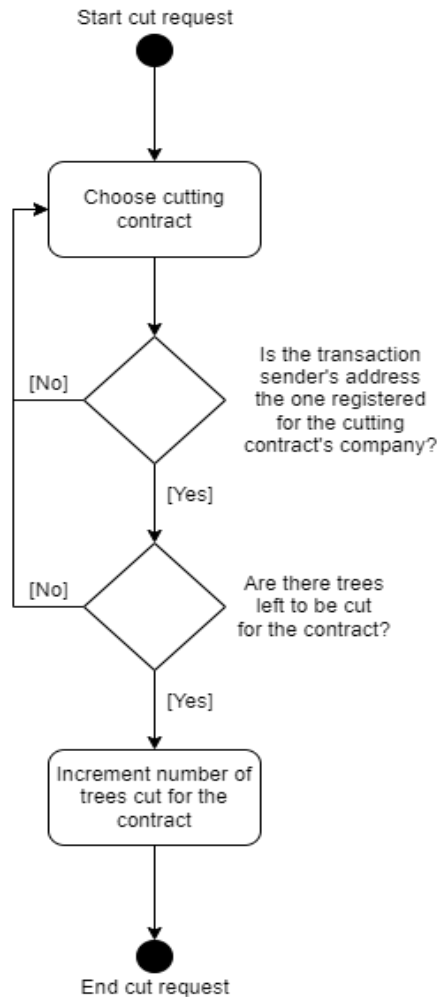 Start cut request
Choose cutting
contract
Is the transaction
sender's address
the one registered
for the cutting
contract's company?
[No]
[Yes]
Are there trees
left to be cut
for the contract?
[No]
[Yes]
Increment number of
trees cut for the
contract
End cut request